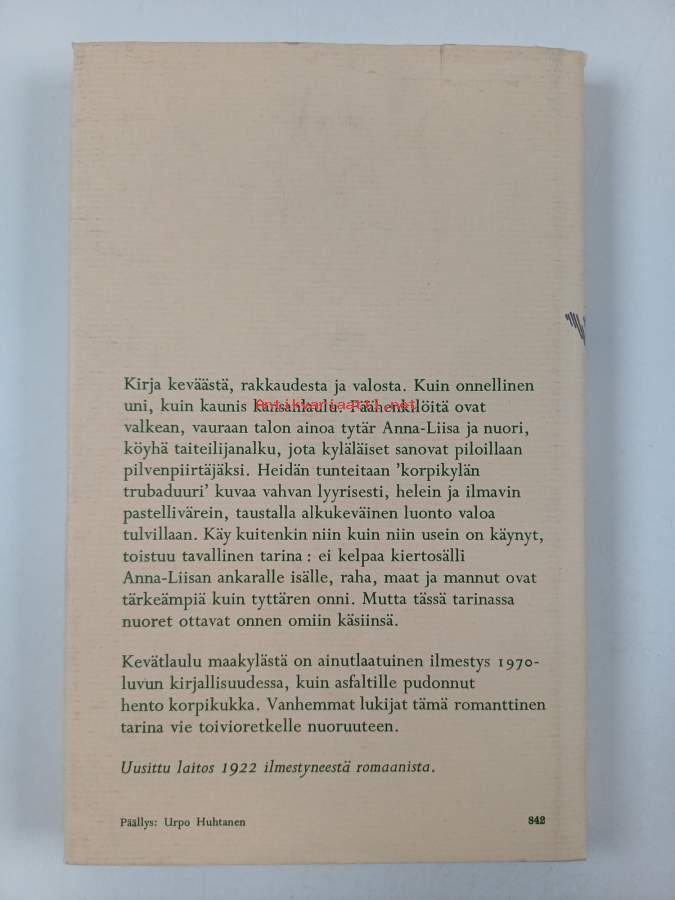 Kirja keväästä, rakkaudesta ja valosta. Kuin onnellinen
uni, kuin kaunis kansanlaulu. Päähenkilöitä ovat
Antikvariaatti.net
valkean, vauraan talon ainoa tytär Anna-Liisa ja nuori,
köyhä taiteilijanalku, jota kyläläiset sanovat piloillaan
pilvenpiirtäjäksi. Heidän tunteitaan 'korpikylän
trubaduuri' kuvaa vahvan lyyrisesti, helein ja ilmavin
pastellivärein, taustalla alkukeväinen luonto valoa
tulvillaan. Käy kuitenkin niin kuin niin usein on käynyt,
toistuu tavallinen tarina: ei kelpaa kiertosälli
Anna-Liisan ankaralle isälle, raha, maat ja mannut ovat
tärkeämpiä kuin tyttären onni. Mutta tässä tarinassa
nuoret ottavat onnen omiin käsiinsä.
Kevätlaulu maakylästä on ainutlaatuinen ilmestys 1970-
luvun kirjallisuudessa, kuin asfaltille pudonnut
hento korpikukka. Vanhemmat lukijat tämä romanttinen
tarina vie toivioretkelle nuoruuteen.
Uusittu laitos 1922 ilmestyneestä romaanista.
Päällys: Urpo Huhtanen
842